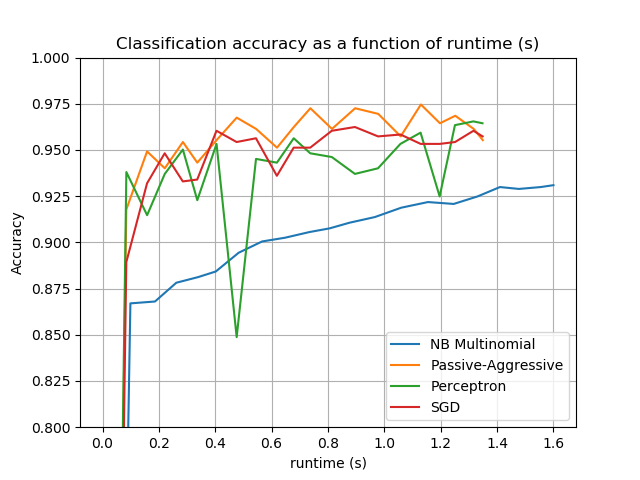 Classification accuracy as a function of runtime (s)
1.000
0.975
0.950
0.925
0.900
0.875
0.850
0.825
0.800
Accuracy
0.0 0.2 0.4 0.6 0.8 1.0 1.2 1.4 1.6
runtime (s)
NB Multinomial
Passive-Aggressive
Perceptron
SGD